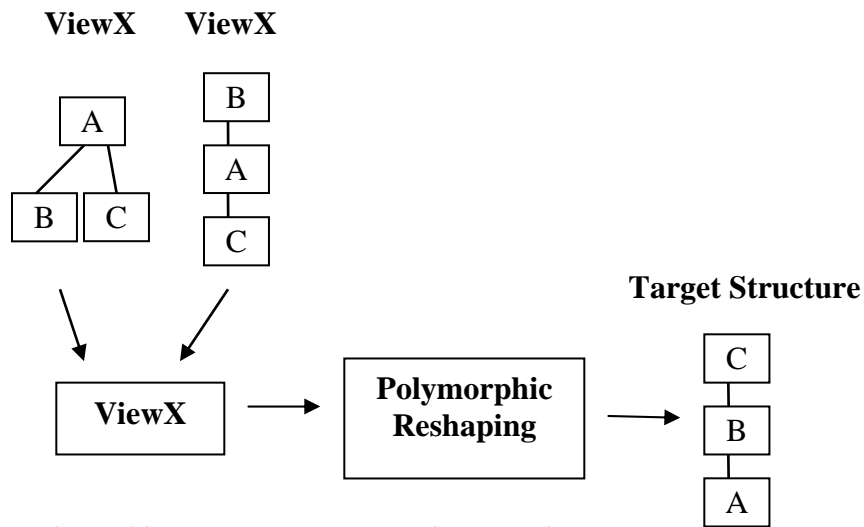 ViewX ViewX
A
B C
B
A
C
Target Structure
ViewX
Polymorphic
Reshaping
C
B
A